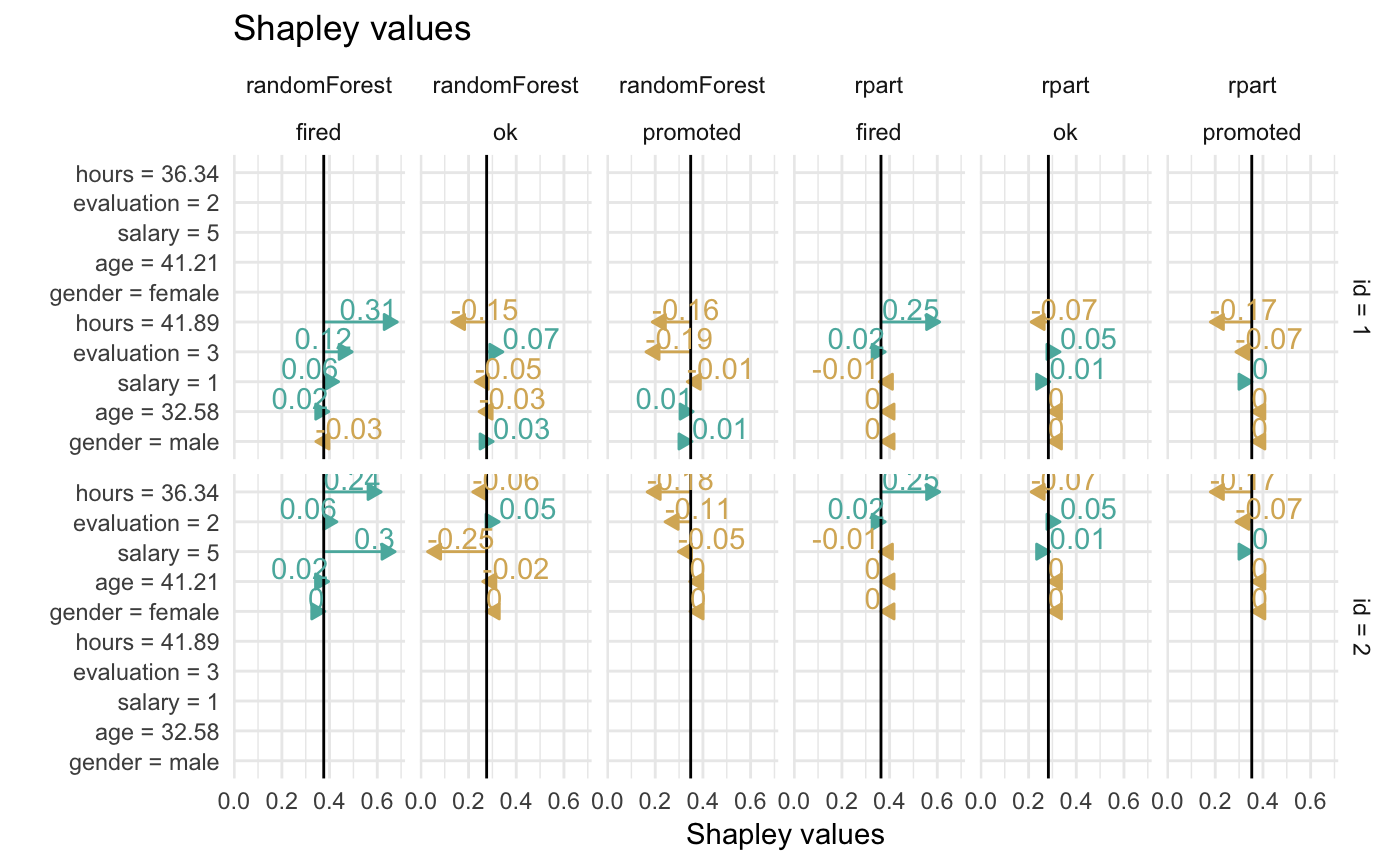 Shapley values
randomForest randomForest randomForest rpart rpart rpart
fired ok promoted fired ok promoted
hours = 36.34
evaluation = 2
salary = 5
age = 41.21
gender = female
hours = 41.89 0.31 -0.15 -0.16 0.25 -0.07 -0.17
evaluation = 3 0.12 0.07 -0.19 0.02 0.05 -0.07
salary = 1 0.06 -0.05 -0.01 -0.01 0.01 0
age = 32.58 0.02 -0.03 0.01 0 0 0
gender = male -0.03 0.03 0.01 0 0 0
id = 1
hours = 36.34 0.24 -0.06 -0.18 0.25 -0.07 -0.17
evaluation = 2 0.06 0.05 -0.11 0.02 0.05 -0.07
salary = 5 0.3 -0.25 -0.05 -0.01 0.01 0
age = 41.21 0.02 -0.02 0 0 0 0
gender = female 0 0 0 0 0 0
hours = 41.89
evaluation = 3
salary = 1
age = 32.58
gender = male
id = 2
0.0 0.2 0.4 0.6 0.0 0.2 0.4 0.6 0.0 0.2 0.4 0.6 0.0 0.2 0.4 0.6 0.0 0.2 0.4 0.6 0.0 0.2 0.4 0.6
Shapley values